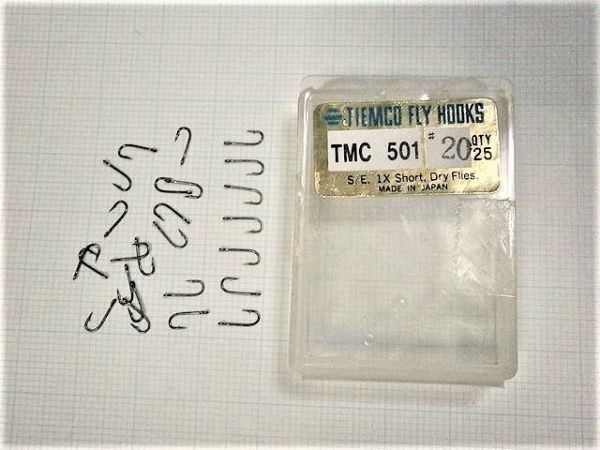 TIEMCO FLY HOOKS
TMC 501 # 20 QTY 25
S/E. 1X Short, Dry Flies.
MADE IN JAPAN